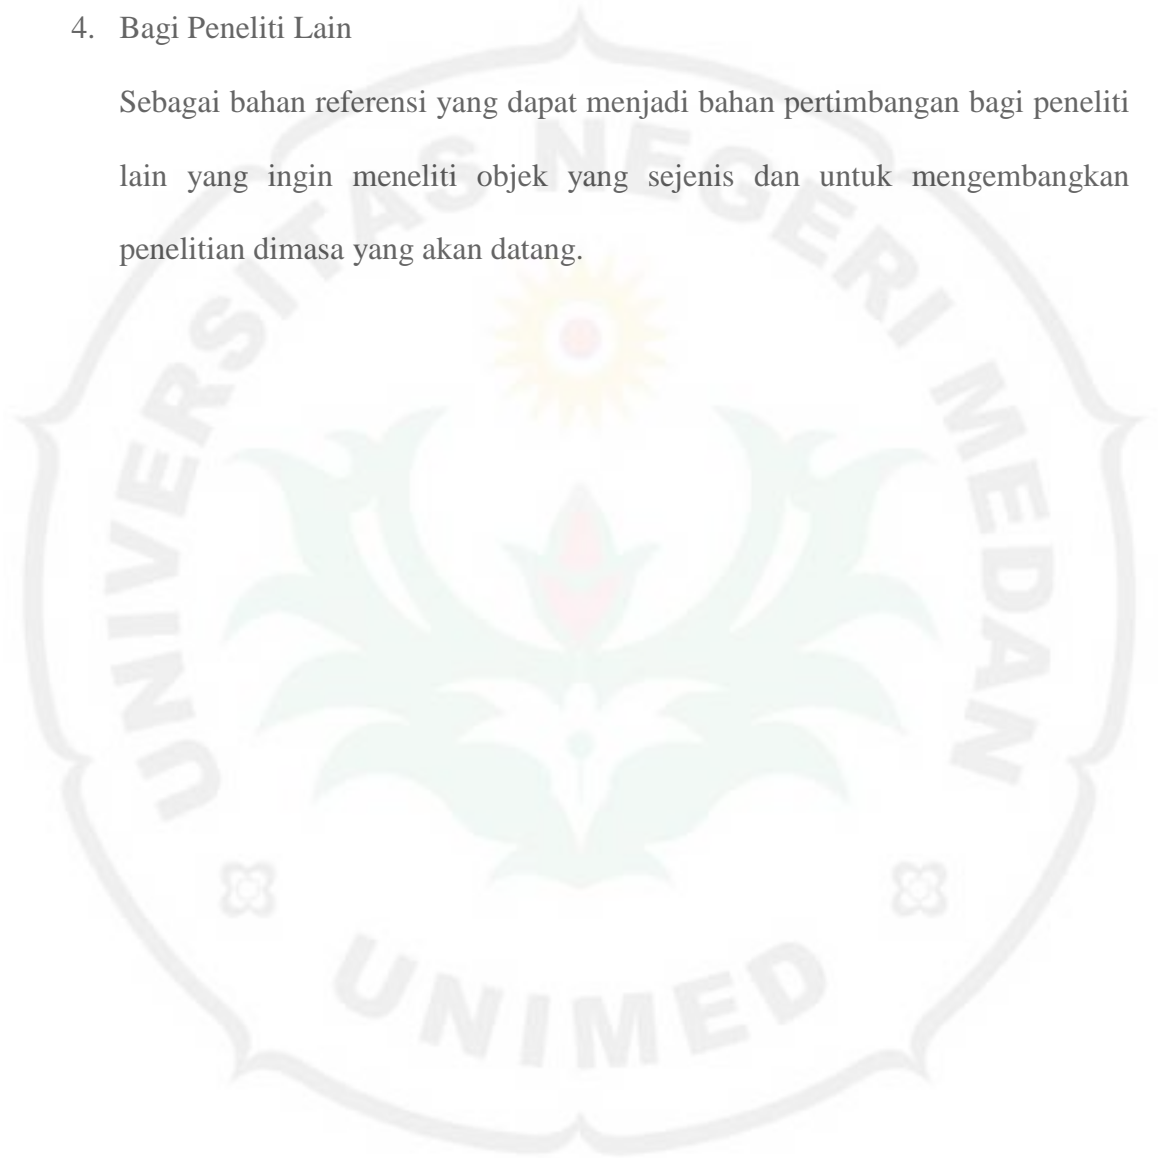 4. Bagi Peneliti Lain
Sebagai bahan referensi yang dapat menjadi bahan pertimbangan bagi peneliti
lain yang ingin meneliti objek yang sejenis dan untuk mengembangkan
penelitian dimasa yang akan datang.
UNIVERSITAS NEGERI MEDAN
UNIMED